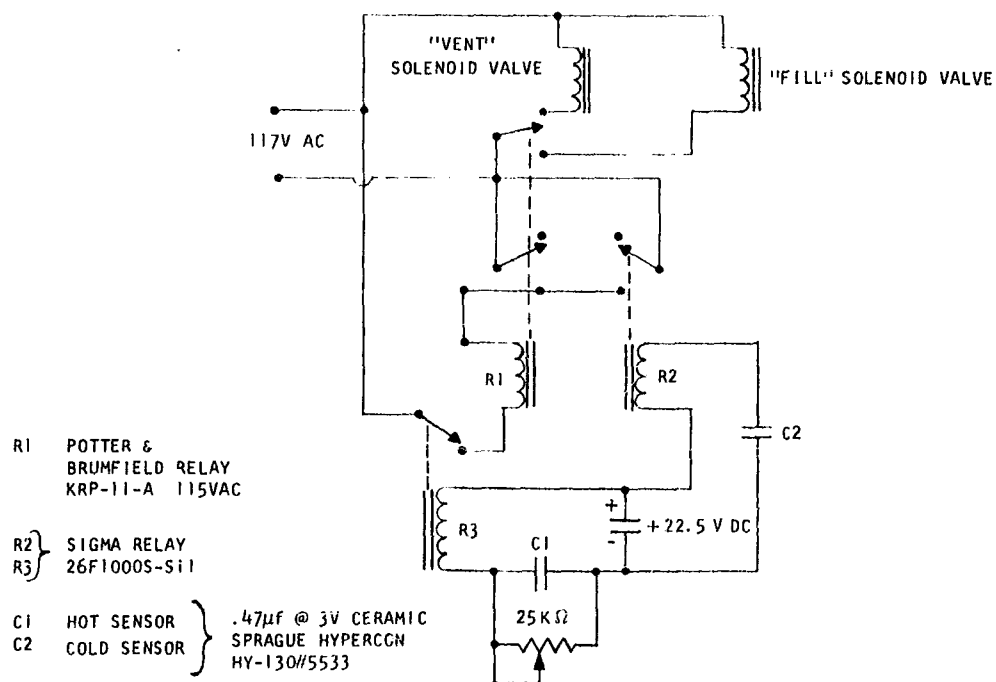 "VENT"
SOLENOID VALVE
"FILL" SOLENOID VALVE
117V AC
R1
R2
C2
R3
+
-
+22.5 V DC
C1
25KΩ
R1 POTTER &
BRUMFIELD RELAY
KRP-11-A 115VAC
R2 } SIGMA RELAY
R3 } 26F1000S-Sil
C1 HOT SENSOR
C2 COLD SENSOR
.47µf @ 3V CERAMIC
SPRAGUE HYPERCON
HY-130//5533